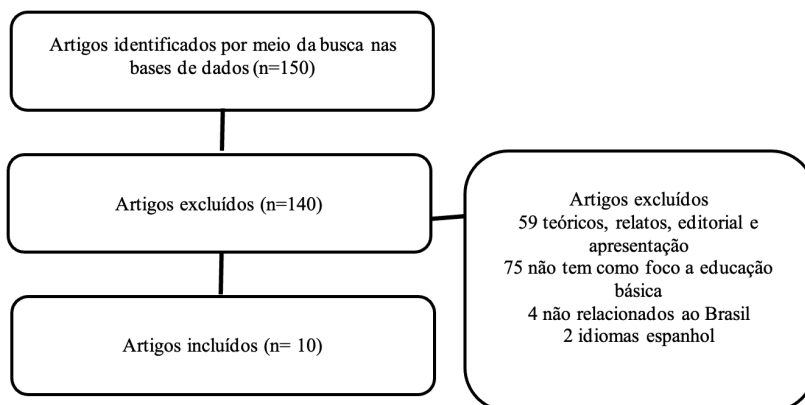 Artigos identificados por meio da busca nas
bases de dados (n=150)
Artigos excluídos (n=140)
Artigos excluídos
59 teóricos, relatos, editorial e
apresentação
75 não tem como foco a educação
básica
4 não relacionados ao Brasil
2 idiomas espanhol
Artigos incluídos (n= 10)